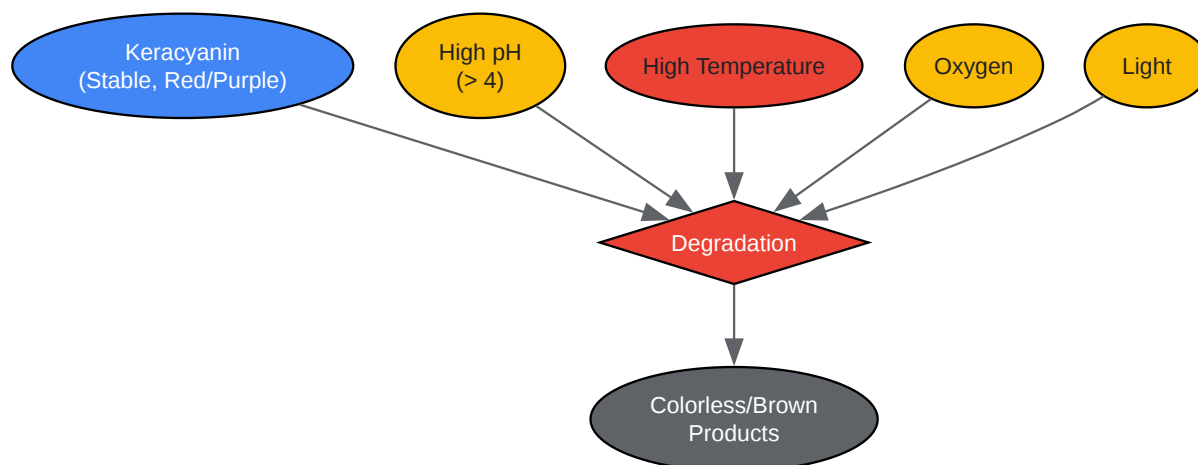 Keracyanin
(Stable, Red/Purple)
High pH
(> 4)
High Temperature
Oxygen
Light
Degradation
Colorless/Brown
Products